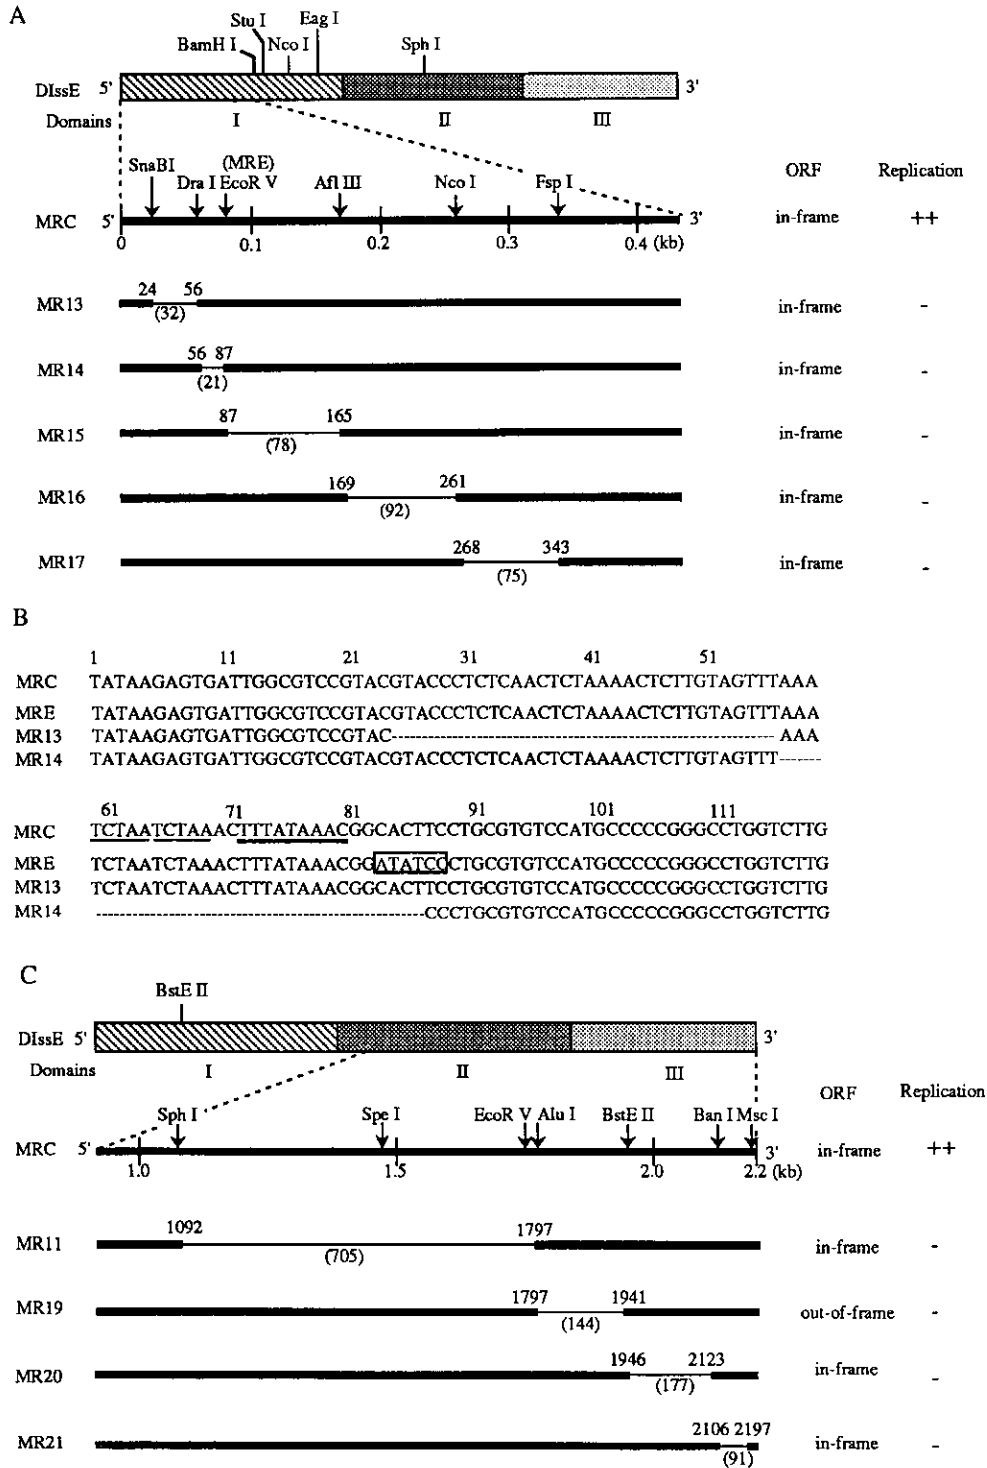 A
Stu I Eag I
BamH I Nco I Sph I
DIssE 5' 3'
Domains I II III
SnaBI (MRE)
Dra I EcoR V Afl III Nco I Fsp I ORF Replication
MRC 5' 3' in-frame ++
0 0.1 0.2 0.3 0.4 (kb)
24 56
MR13 (32) in-frame -
56 87
MR14 (21) in-frame -
87 165
MR15 (78) in-frame -
169 261
MR16 (92) in-frame -
268 343
MR17 (75) in-frame -
B
1 11 21 31 41 51
MRC TATAAGAGTGATTGGCGTCCGTACGTACCCTCTCAACTCTAAAACTCTTGTAGTTTAAA
MRE TATAAGAGTGATTGGCGTCCGTACGTACCCTCTCAACTCTAAAACTCTTGTAGTTTAAA
MR13 TATAAGAGTGATTGGCGTCCGTAC-------------------------------- AAA
MR14 TATAAGAGTGATTGGCGTCCGTACGTACCCTCTCAACTCTAAAACTCTTGTAGTTT------
61 71 81 91 101 111
MRC TCTAATCTAAACTTTATAAACGGCACTTCCTGCGTGTCCATGCCCCCGGGCCTGGTCTTG
MRE TCTAATCTAAACTTTATAAACGGATATCCCTGCGTGTCCATGCCCCCGGGCCTGGTCTTG
MR13 TCTAATCTAAACTTTATAAACGGCACTTCCTGCGTGTCCATGCCCCCGGGCCTGGTCTTG
MR14 ---------------------------CCCTGCGTGTCCATGCCCCCGGGCCTGGTCTTG
C
BstE II
DIssE 5' 3'
Domains I II III
ORF Replication
Sph I Spe I EcoR V Alu I BstE II Ban I Msc I
MRC 5' 3' in-frame ++
1.0 1.5 2.0 2.2 (kb)
1092 1797
MR11 (705) in-frame -
1797 1941
MR19 (144) out-of-frame -
1946 2123
MR20 (177) in-frame -
2106 2197
MR21 (91) in-frame -